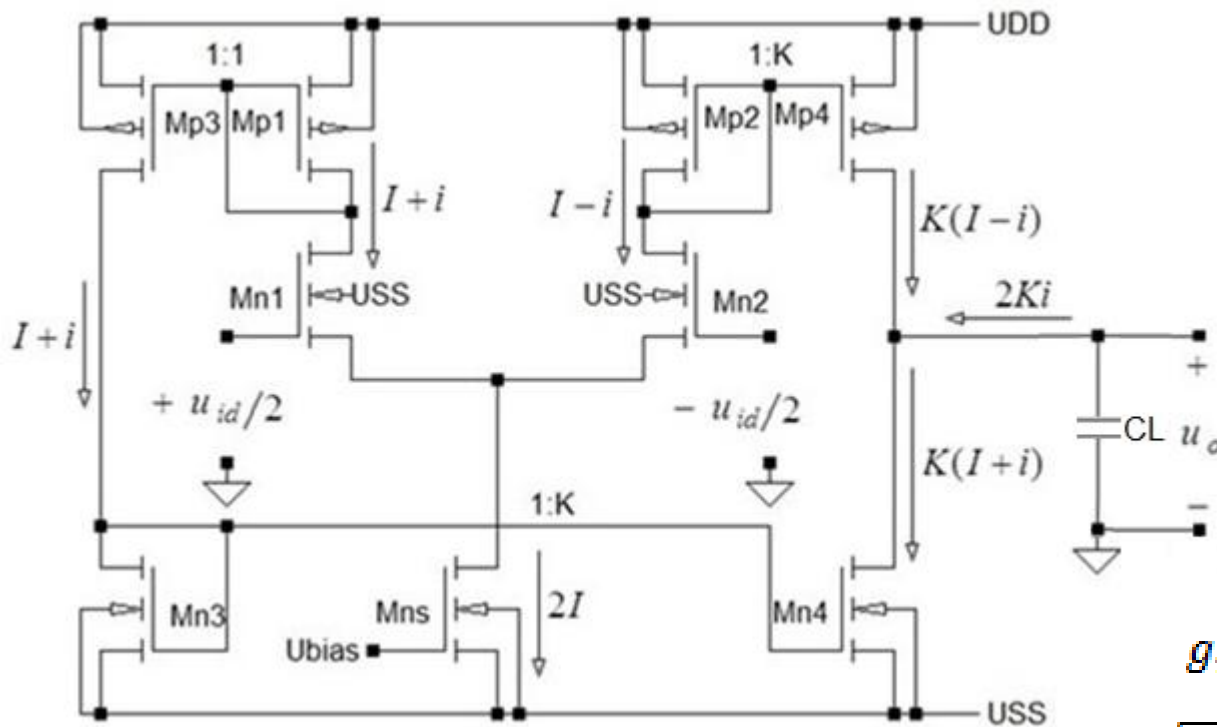 UDD
1:1
1:K
Mp3
Mp1
Mp2
Mp4
I + i
I − i
K(I − i)
Mn1
USS
USS
Mn2
2Ki
I + i
+ u_id/2
− u_id/2
+
CL
u
K(I + i)
−
1:K
Mn3
Mns
2I
Mn4
Ubias
g
USS